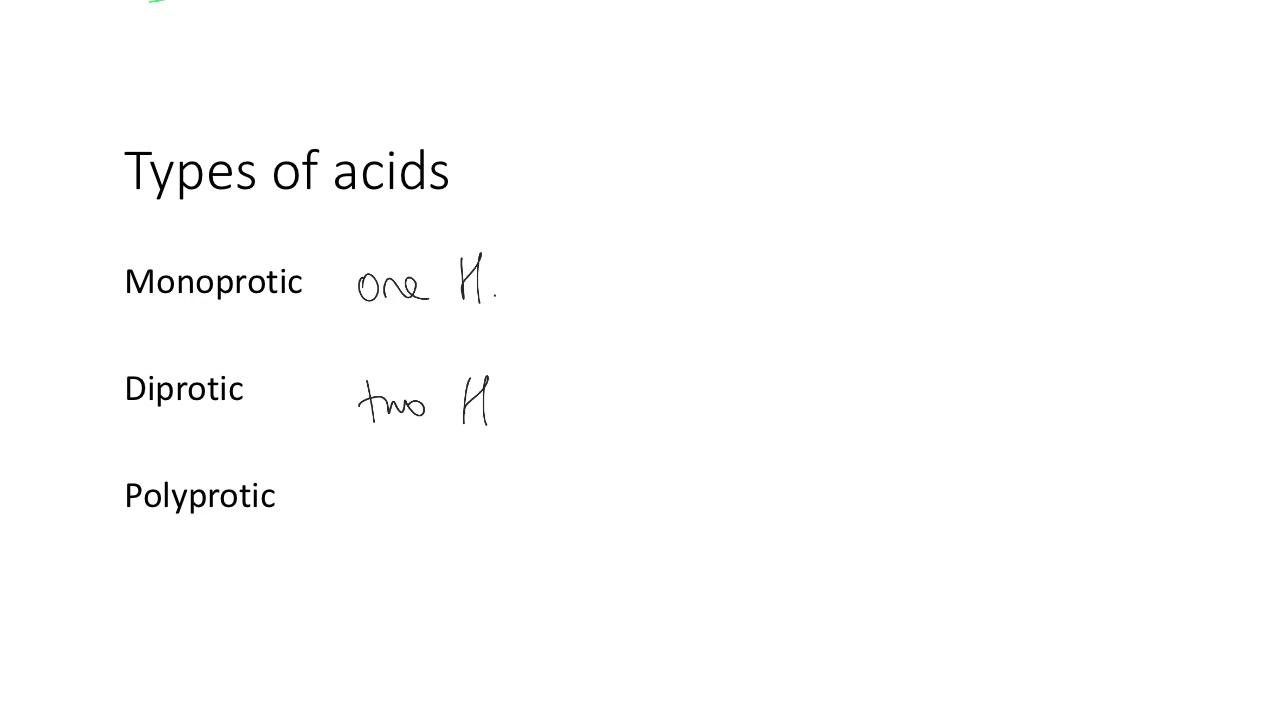 Types of acids
Monoprotic one H.
Diprotic two H
Polyprotic